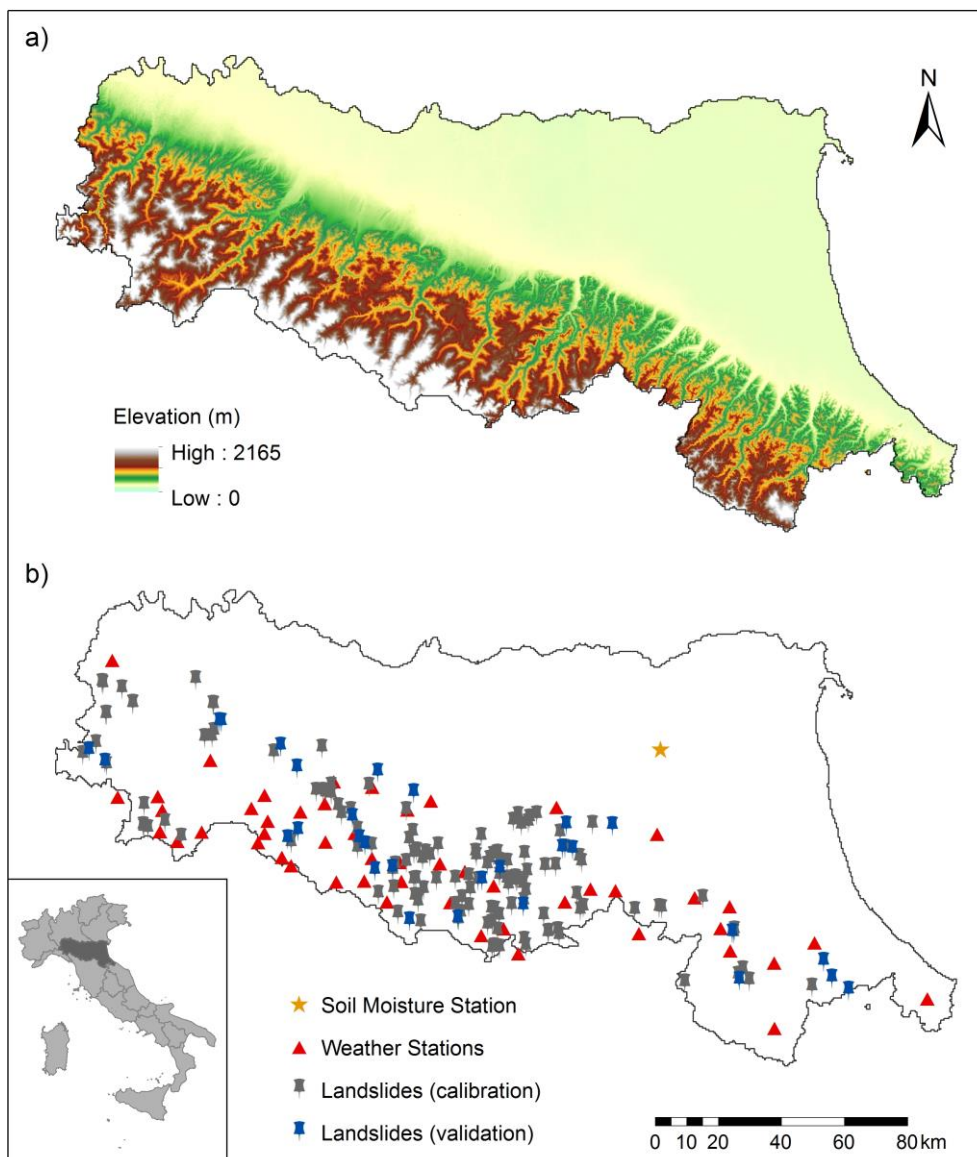 a)
N
Elevation (m)
High : 2165
Low : 0
b)
Soil Moisture Station
Weather Stations
Landslides (calibration)
Landslides (validation)
0 10 20 40 60 80 km